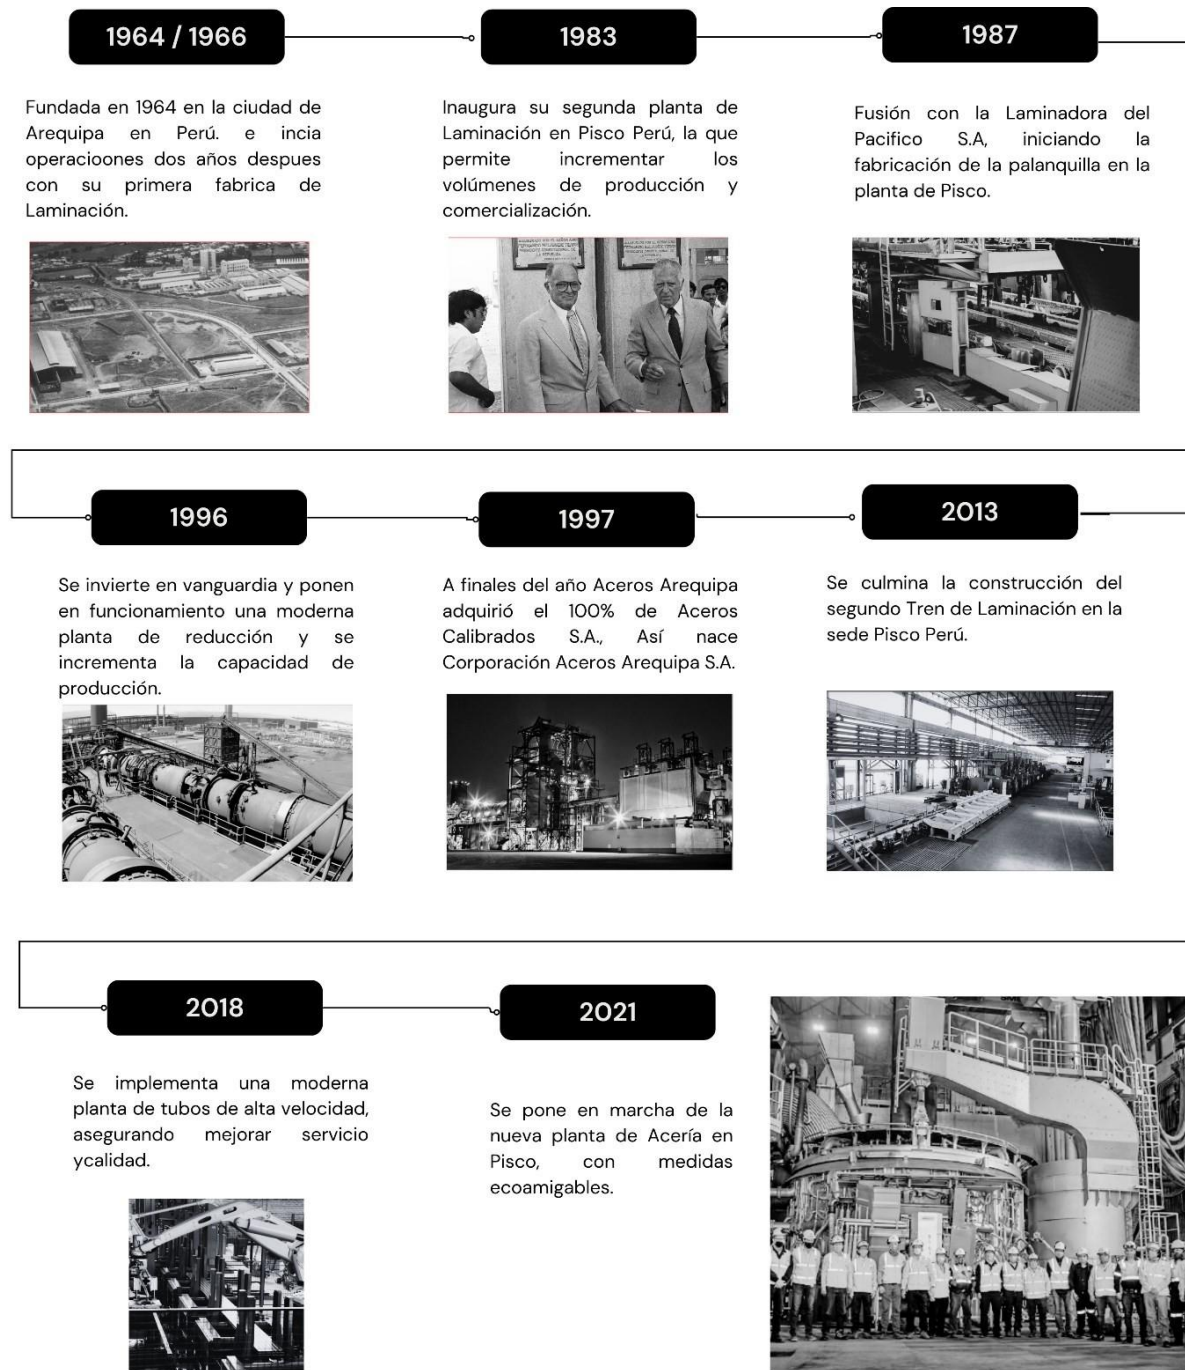 1964 / 1966
Fundada en 1964 en la ciudad de
Arequipa en Perú. e incia
operacioones dos años despues
con su primera fabrica de
Laminación.
1983
Inaugura su segunda planta de
Laminación en Pisco Perú, la que
permite incrementar los
volúmenes de producción y
comercialización.
1987
Fusión con la Laminadora del
Pacifico S.A, iniciando la
fabricación de la palanquilla en la
planta de Pisco.
1996
Se invierte en vanguardia y ponen
en funcionamiento una moderna
planta de reducción y se
incrementa la capacidad de
producción.
1997
A finales del año Aceros Arequipa
adquirió el 100% de Aceros
Calibrados S.A., Así nace
Corporación Aceros Arequipa S.A.
2013
Se culmina la construcción del
segundo Tren de Laminación en la
sede Pisco Perú.
2018
Se implementa una moderna
planta de tubos de alta velocidad,
asegurando mejorar servicio
ycalidad.
2021
Se pone en marcha de la
nueva planta de Acería en
Pisco, con medidas
ecoamigables.